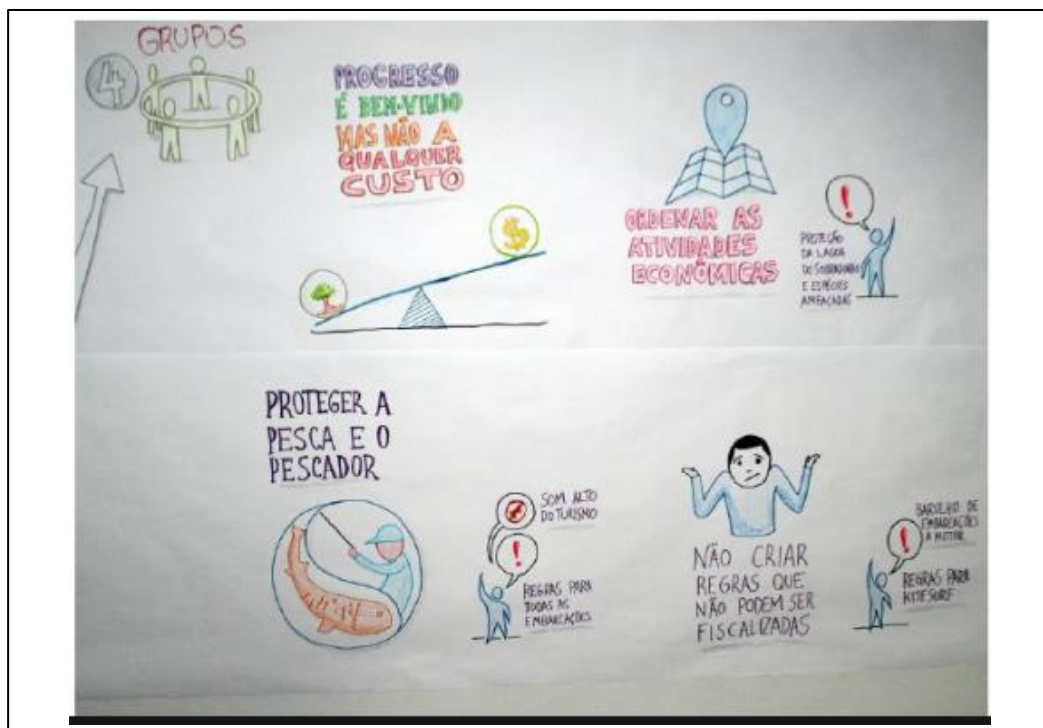 4
GRUPOS
PROGRESSO
É BEM-VINDO
MAS NÃO A
QUALQUER
CUSTO
$
ORDENAR AS
ATIVIDADES
ECONÔMICAS
!
PROTEÇÃO
DA LAGOA
DO SOBRADINHO
E ESPÉCIES
AMEAÇADAS
PROTEGER A
PESCA E O
PESCADOR
SOM ALTO
DO TURISMO
!
REGRAS PARA
TODAS AS
EMBARCAÇÕES
NÃO CRIAR
REGRAS QUE
NÃO PODEM SER
FISCALIZADAS
BARULHO DE
EMBARCAÇÕES
A MOTOR
!
REGRAS PARA
KITESURF